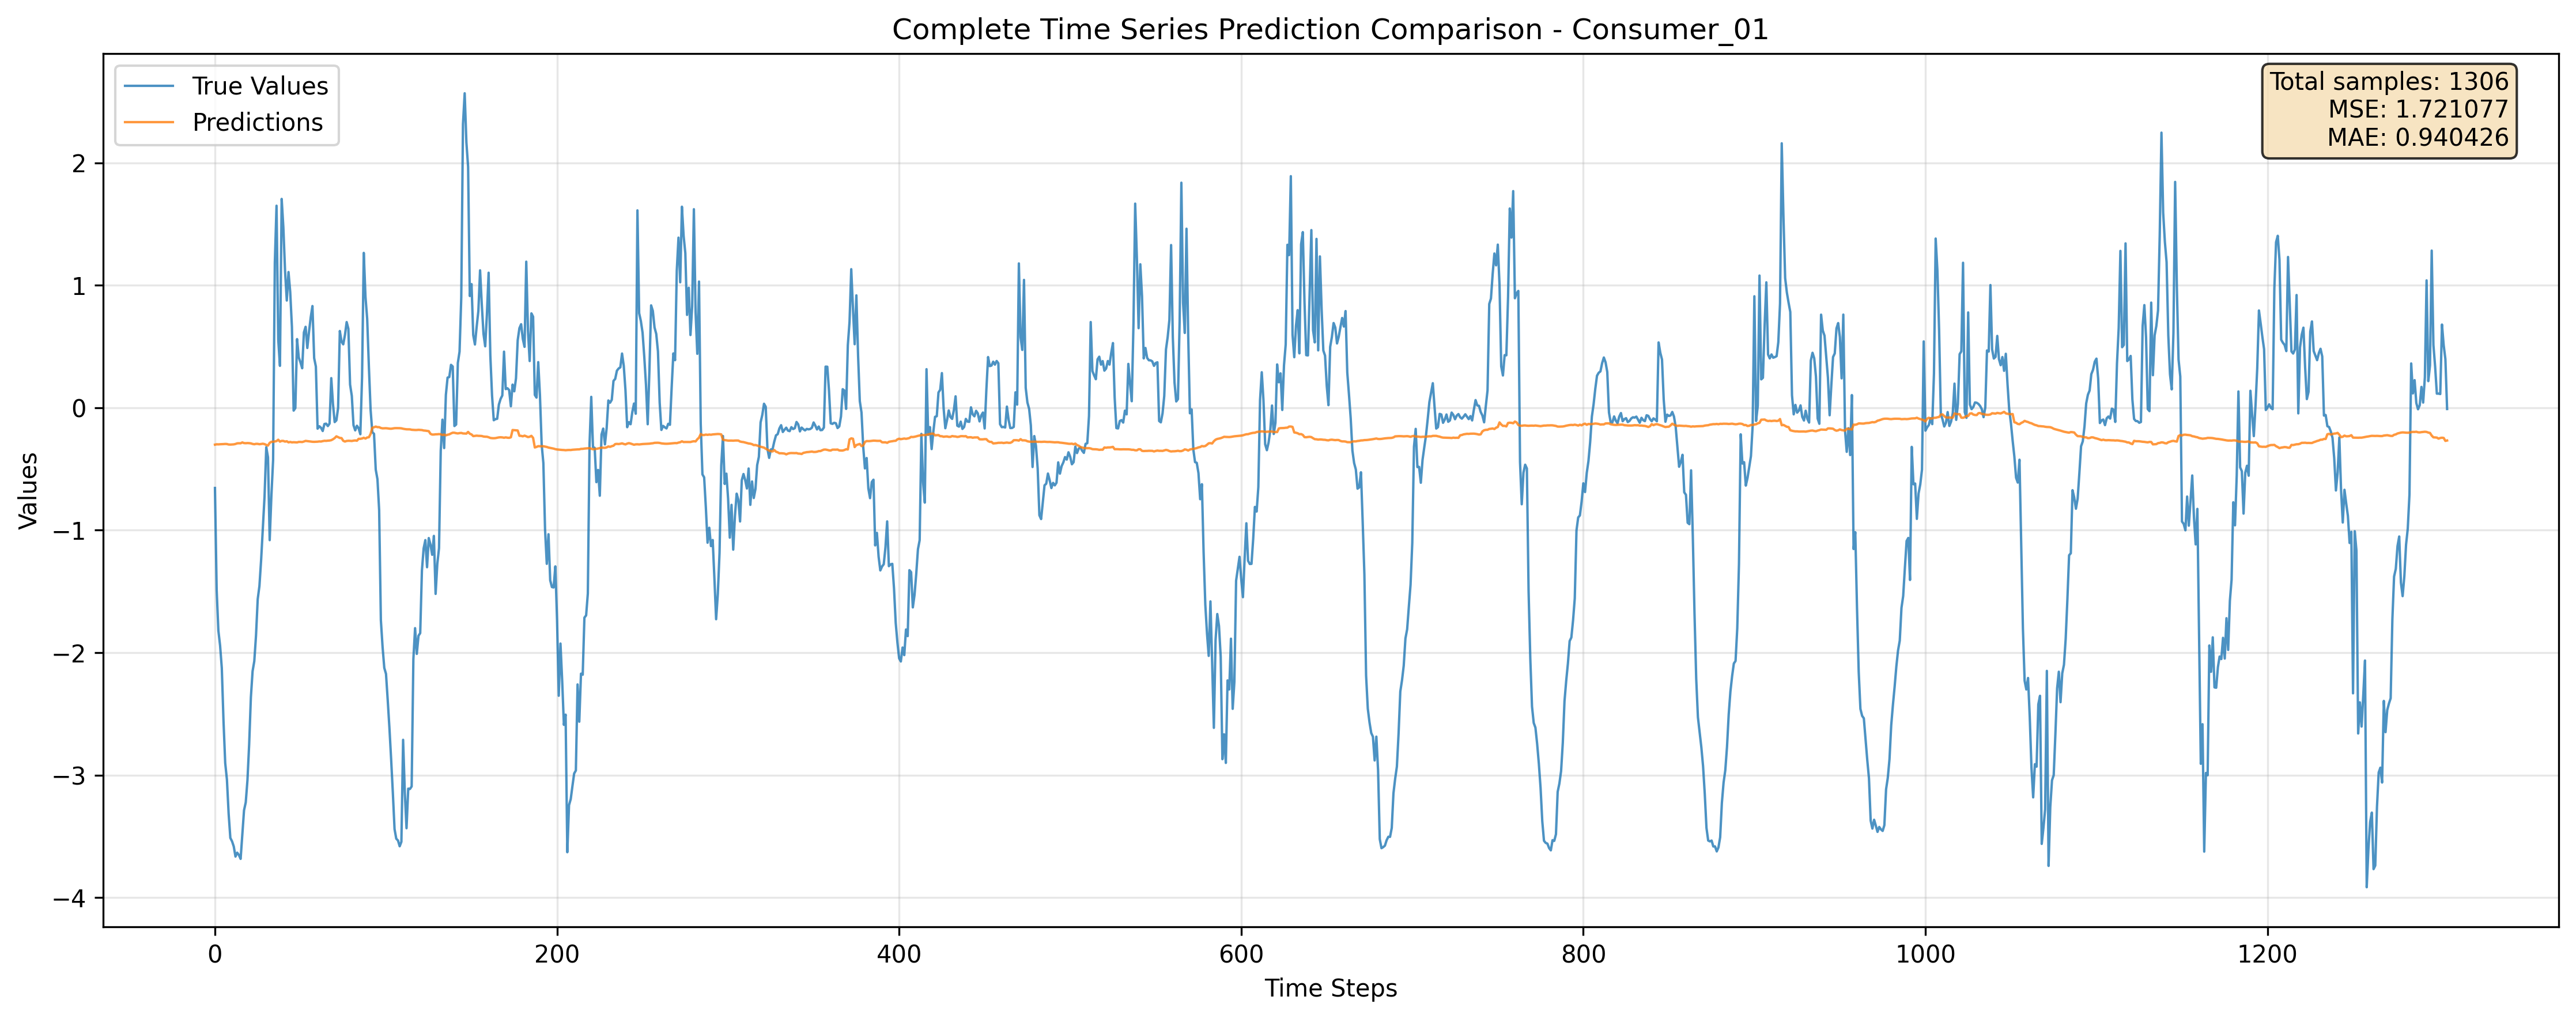 Complete Time Series Prediction Comparison - Consumer_01
True Values
Predictions
Total samples: 1306
MSE: 1.721077
MAE: 0.940426
Values
2
1
0
−1
−2
−3
−4
0
200
400
600
800
1000
1200
Time Steps